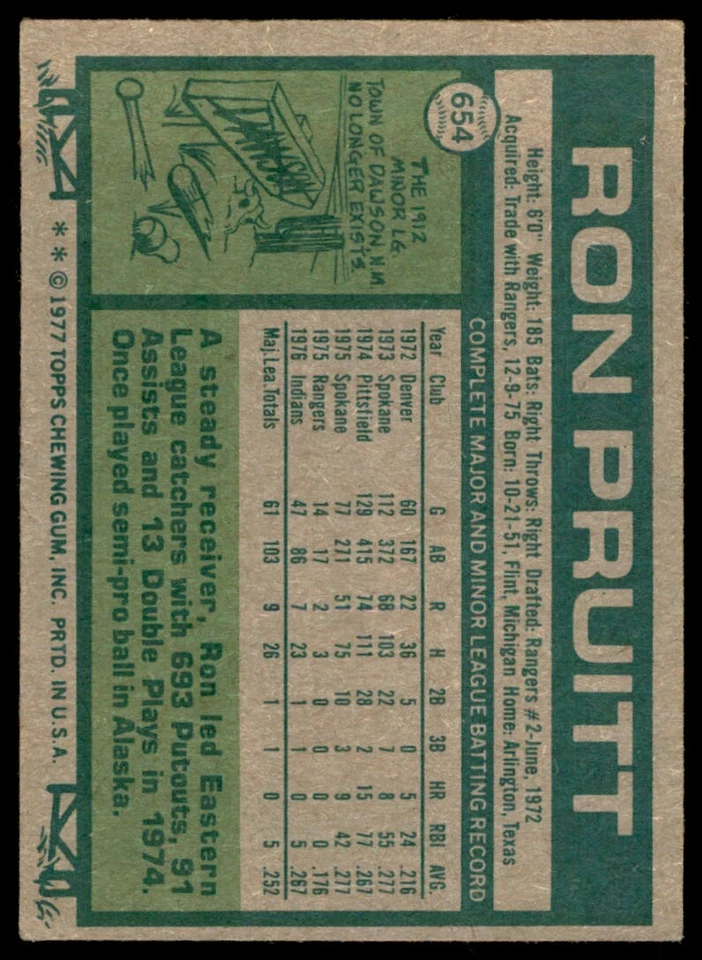 654
RON PRUITT
Height: 6'0" Weight: 185 Bats: Right Throws: Right Drafted: Rangers #2-June, 1972
Acquired: Trade with Rangers, 12-9-75 Born: 10-21-51, Flint, Michigan Home: Arlington, Texas
COMPLETE MAJOR AND MINOR LEAGUE BATTING RECORD
Year Club G AB R H 2B 3B HR RBI AVG.
1972 Denver 60 167 22 36 5 0 5 24 .216
1973 Spokane 112 372 68 103 22 7 8 55 .277
1974 Pittsfield 129 415 74 111 28 2 15 77 .267
1975 Spokane 77 271 51 75 10 3 9 42 .277
1975 Rangers 14 17 2 3 0 0 0 0 .176
1976 Indians 47 86 7 23 1 1 0 5 .267
Maj.Lea.Totals 61 103 9 26 1 1 0 5 .252
THE 1912
MINOR LG.
TOWN OF DAWSON N.M.
NO LONGER EXISTS.
DAWSON
A steady receiver, Ron led Eastern
League catchers with 693 Putouts, 91
Assists and 13 Double Plays in 1974.
Once played semi-pro ball in Alaska.
* * © 1977 TOPPS CHEWING GUM, INC. PRTD. IN U.S.A.